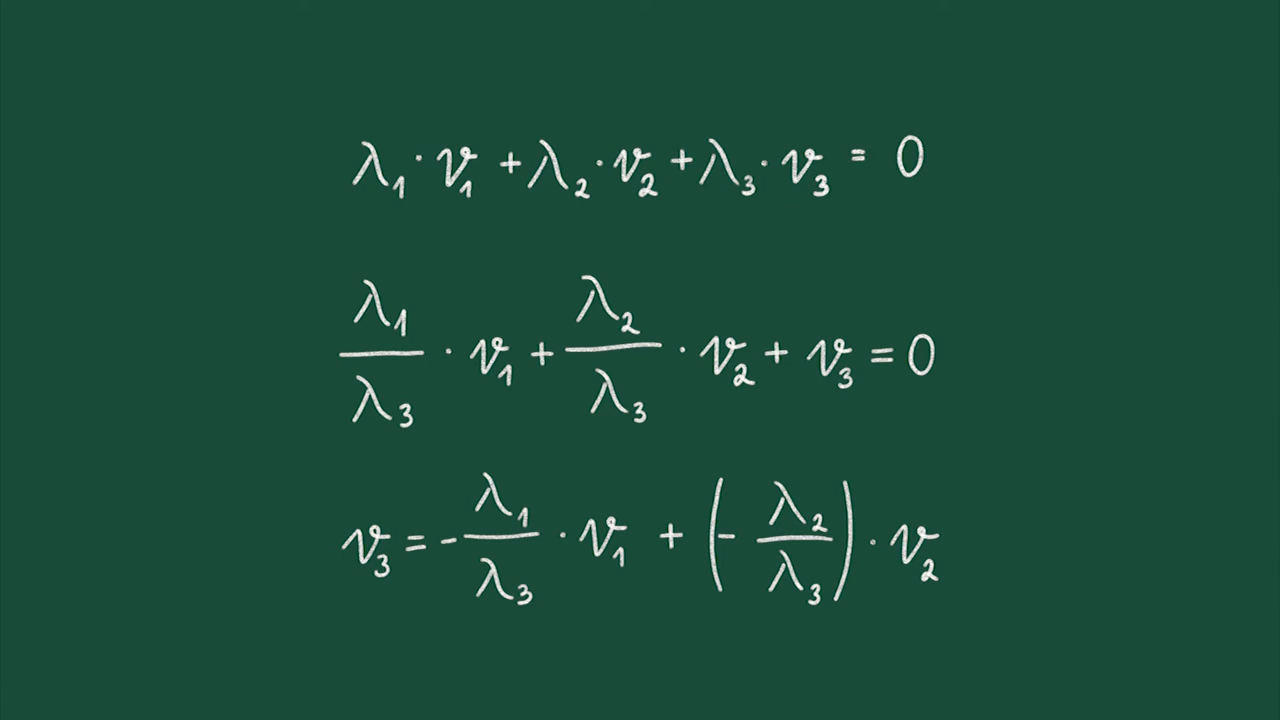 λ₁ · v₁ + λ₂ · v₂ + λ₃ · v₃ = 0
λ₁/λ₃ · v₁ + λ₂/λ₃ · v₂ + v₃ = 0
v₃ = - λ₁/λ₃ · v₁ + (- λ₂/λ₃) · v₂